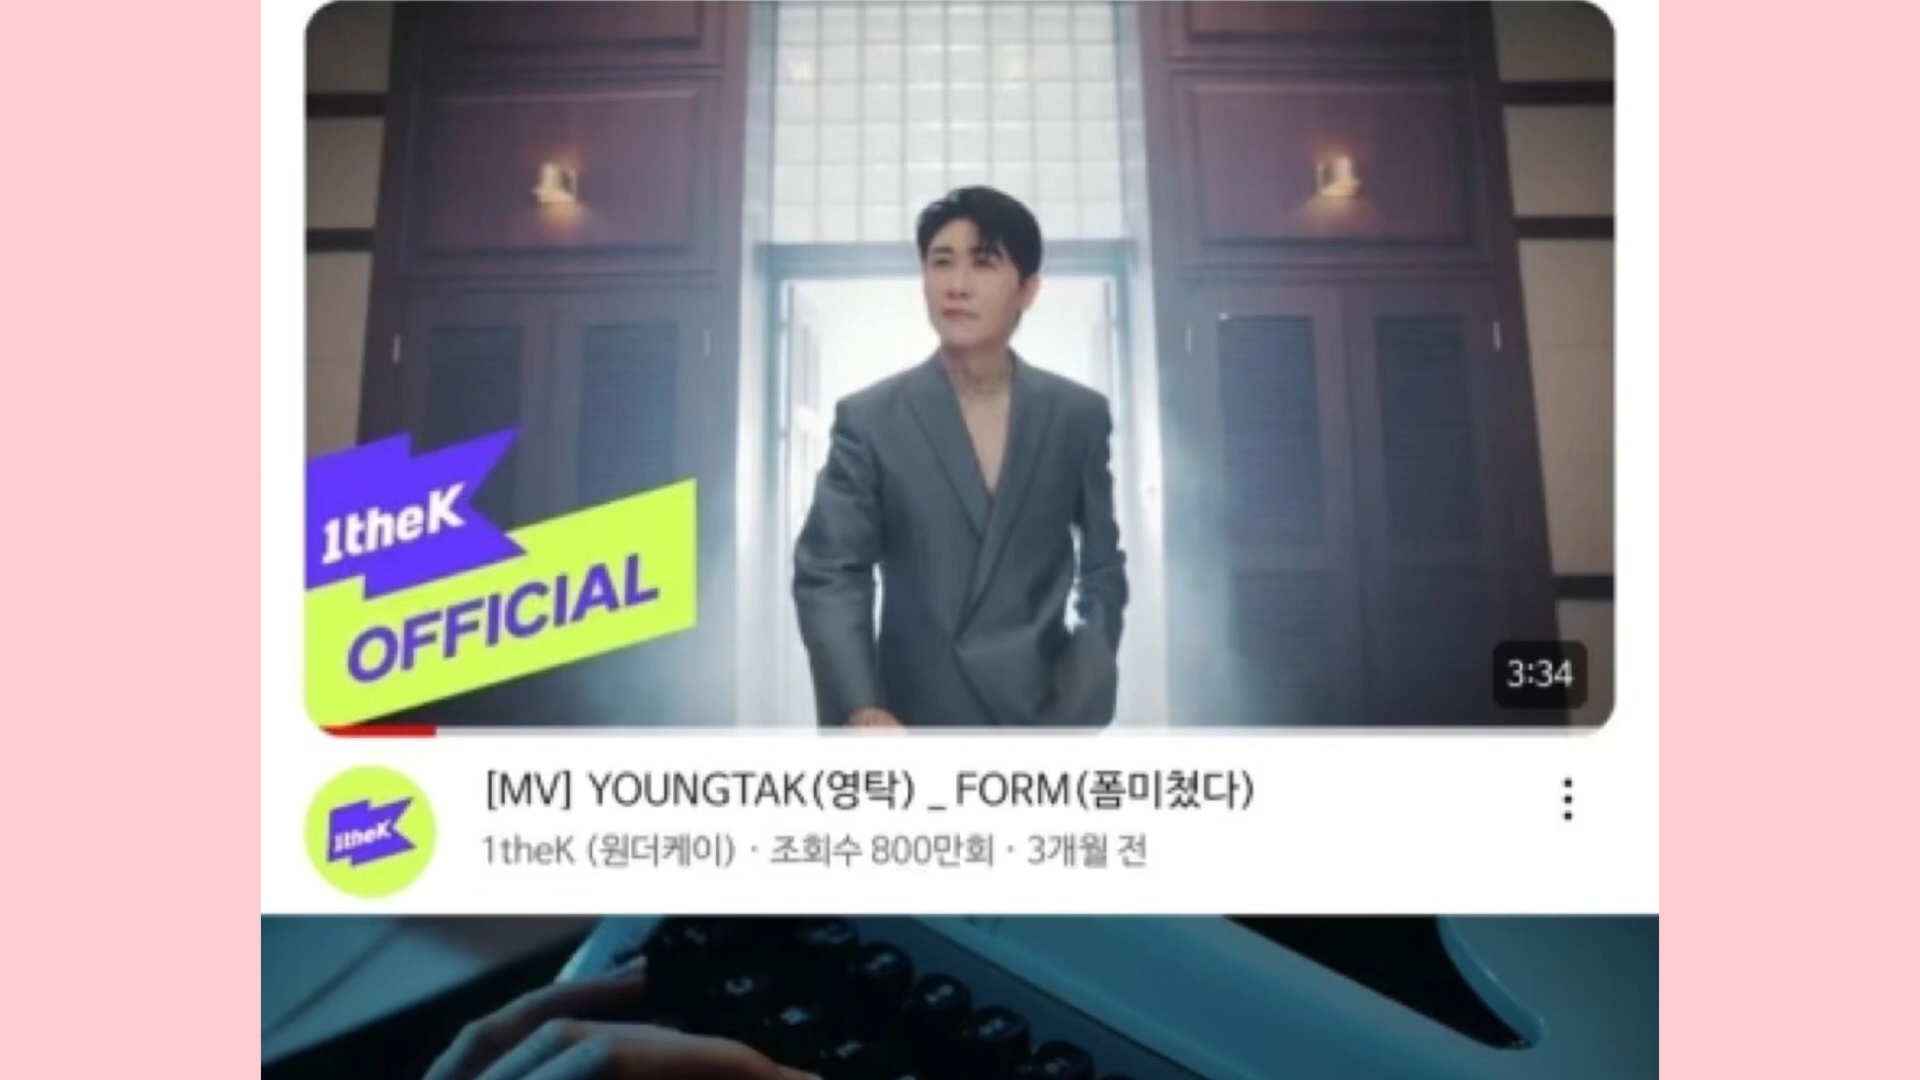 1theK
OFFICIAL
3:34
1theK
[MV] YOUNGTAK(영탁) _ FORM(폼미쳤다)
1theK (원더케이) · 조회수 800만회 · 3개월 전